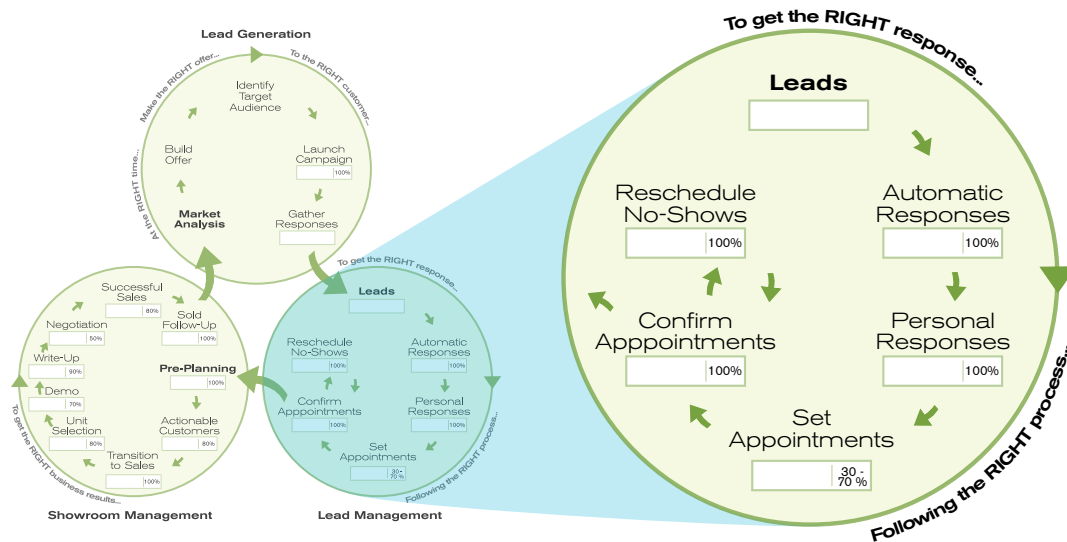 Lead Generation
Make the RIGHT offer...
To the RIGHT customer...
At the RIGHT time...
Identify
Target
Audience
Launch
Campaign
100%
Gather
Responses
Build
Offer
Market
Analysis
To get the RIGHT response...
Leads
Automatic
Responses
100%
Personal
Responses
100%
Set
Appointments
30 -
70 %
Confirm
Apppointments
100%
Reschedule
No-Shows
100%
Following the RIGHT process...
Lead Management
Pre-Planning
100%
Actionable
Customers
80%
Transition
to Sales
100%
Unit
Selection
80%
Demo
70%
Write-Up
90%
Negotiation
50%
Successful
Sales
80%
Sold
Follow-Up
100%
To get the RIGHT business results...
Showroom Management
To get the RIGHT response...
Leads
Automatic
Responses
100%
Personal
Responses
100%
Set
Appointments
30 -
70 %
Confirm
Apppointments
100%
Reschedule
No-Shows
100%
Following the RIGHT process...